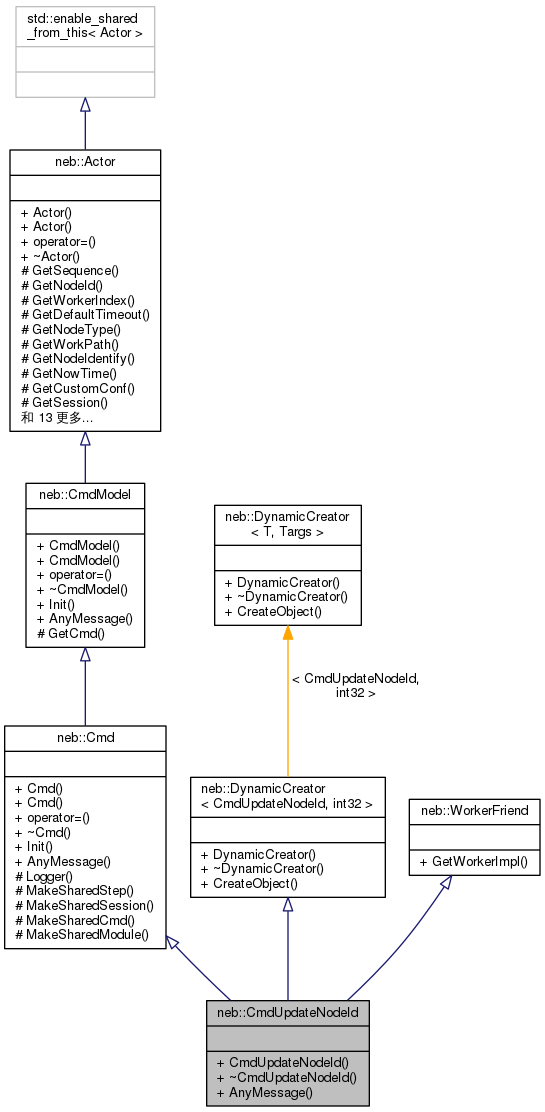 std::enable_shared
_from_this< Actor >
neb::Actor
+ Actor()
+ Actor()
+ operator=()
+ ~Actor()
# GetSequence()
# GetNodeId()
# GetWorkerIndex()
# GetDefaultTimeout()
# GetNodeType()
# GetWorkPath()
# GetNodeIdentify()
# GetNowTime()
# GetCustomConf()
# GetSession()
和 13 更多...
neb::CmdModel
+ CmdModel()
+ CmdModel()
+ operator=()
+ ~CmdModel()
+ Init()
+ AnyMessage()
# GetCmd()
neb::DynamicCreator
< T, Targs >
+ DynamicCreator()
+ ~DynamicCreator()
+ CreateObject()
< CmdUpdateNodeId,
int32 >
neb::Cmd
+ Cmd()
+ Cmd()
+ operator=()
+ ~Cmd()
+ Init()
+ AnyMessage()
# Logger()
# MakeSharedStep()
# MakeSharedSession()
# MakeSharedCmd()
# MakeSharedModule()
neb::DynamicCreator
< CmdUpdateNodeId, int32 >
+ DynamicCreator()
+ ~DynamicCreator()
+ CreateObject()
neb::WorkerFriend
+ GetWorkerImpl()
neb::CmdUpdateNodeId
+ CmdUpdateNodeId()
+ ~CmdUpdateNodeId()
+ AnyMessage()